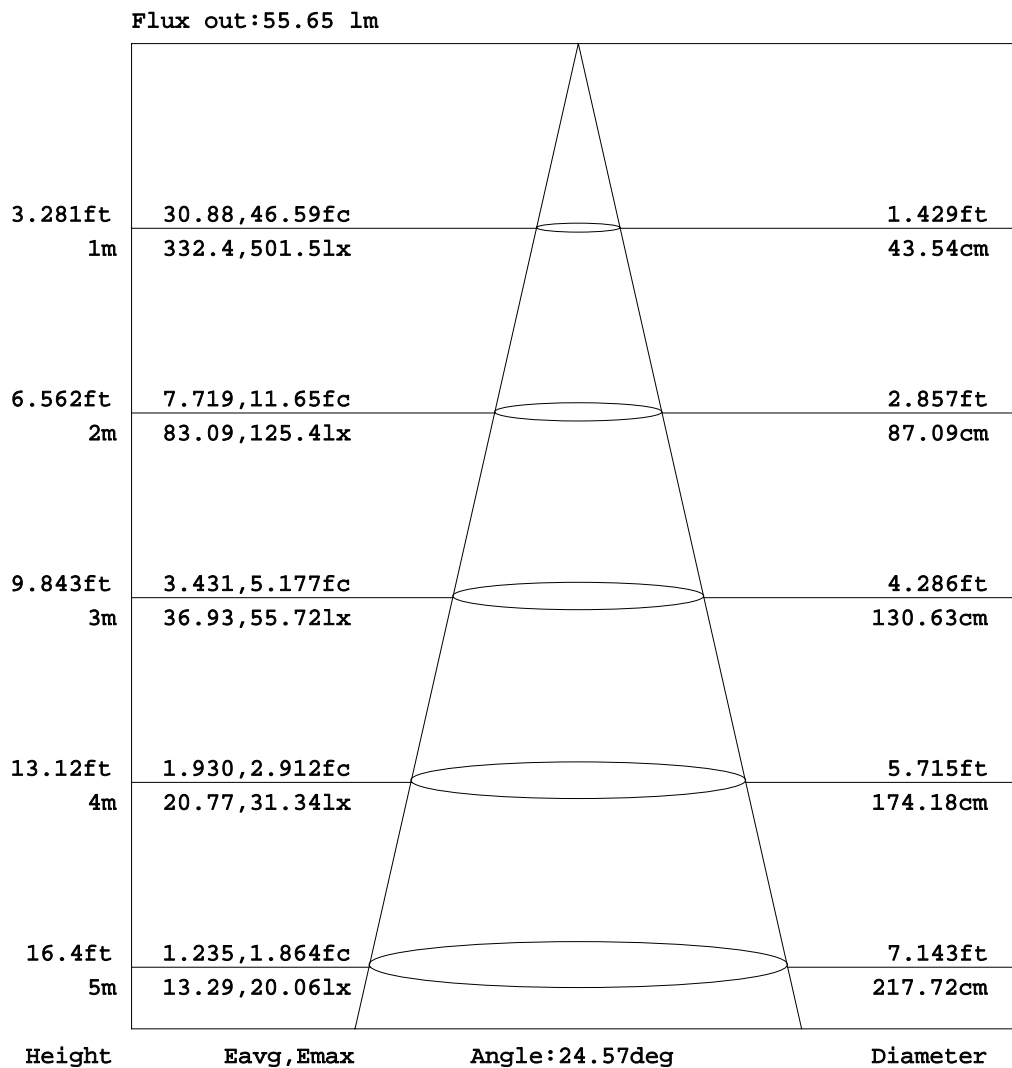 Flux out:55.65 lm
3.281ft 30.88,46.59fc 1.429ft
1m 332.4,501.5lx 43.54cm
6.562ft 7.719,11.65fc 2.857ft
2m 83.09,125.4lx 87.09cm
9.843ft 3.431,5.177fc 4.286ft
3m 36.93,55.72lx 130.63cm
13.12ft 1.930,2.912fc 5.715ft
4m 20.77,31.34lx 174.18cm
16.4ft 1.235,1.864fc 7.143ft
5m 13.29,20.06lx 217.72cm
Height Eavg,Emax Angle:24.57deg Diameter